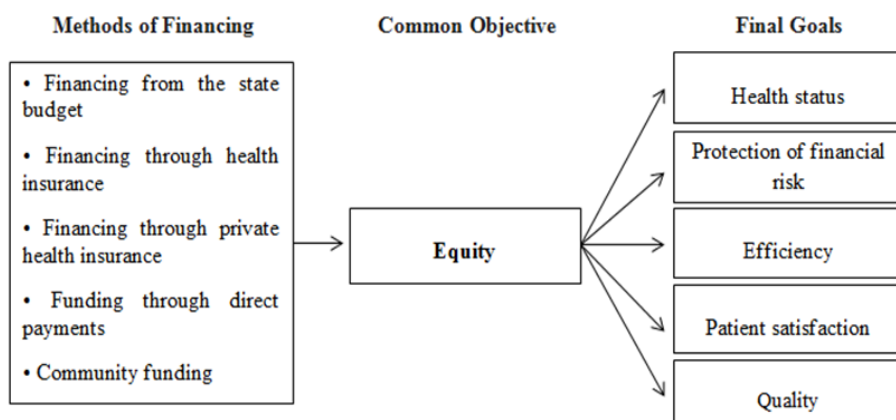 Methods of Financing
Common Objective
Final Goals
• Financing from the state
budget
• Financing through health
insurance
• Financing through private
health insurance
• Funding through direct
payments
• Community funding
Equity
Health status
Protection of financial
risk
Efficiency
Patient satisfaction
Quality